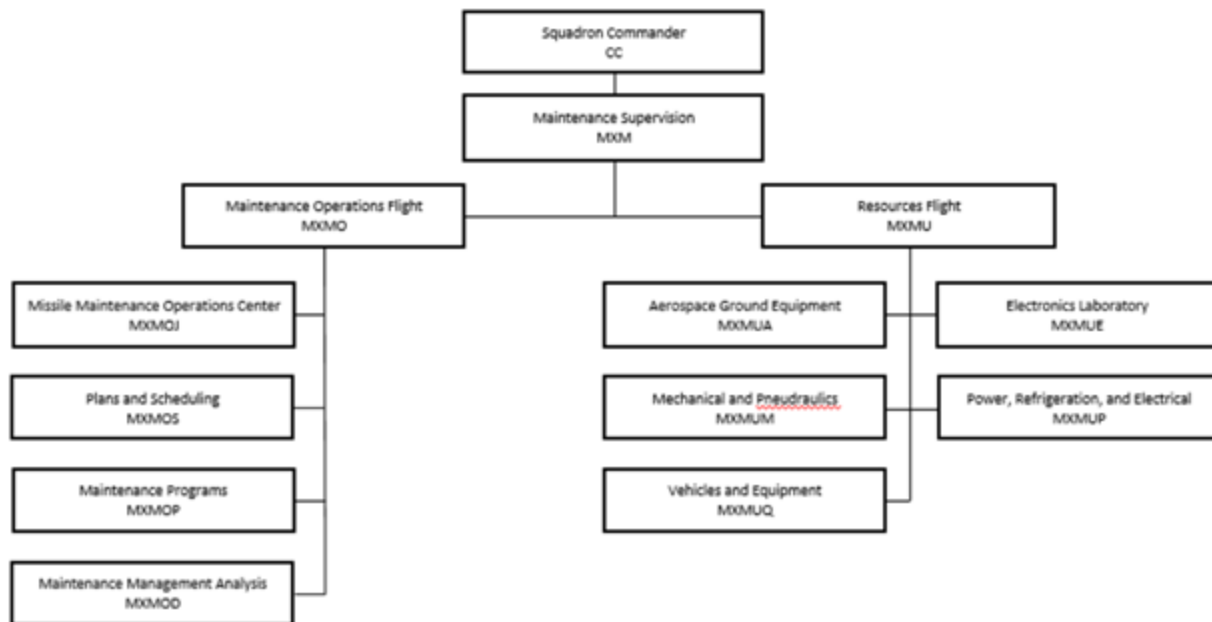 Squadron Commander
CC
Maintenance Supervision
MXM
Maintenance Operations Flight
MXMO
Resources Flight
MXMU
Missile Maintenance Operations Center
MXMOJ
Aerospace Ground Equipment
MXMUA
Electronics Laboratory
MXMUE
Plans and Scheduling
MXMOS
Mechanical and Pneudraulics
MXMUM
Power, Refrigeration, and Electrical
MXMUP
Maintenance Programs
MXMOP
Vehicles and Equipment
MXMUQ
Maintenance Management Analysis
MXMOD